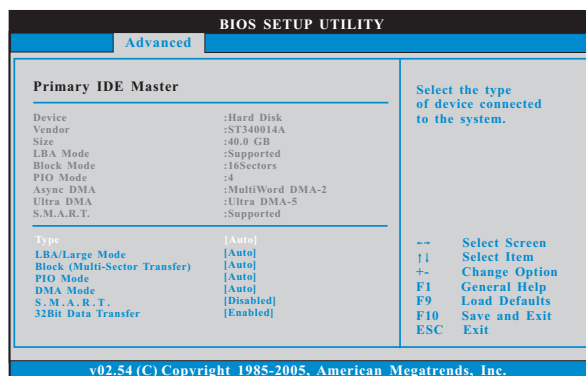 BIOS SETUP UTILITY
Advanced
Primary IDE Master
Device :Hard Disk
Vendor :ST340014A
Size :40.0 GB
LBA Mode :Supported
Block Mode :16Sectors
PIO Mode :4
Async DMA :MultiWord DMA-2
Ultra DMA :Ultra DMA-5
S.M.A.R.T. :Supported
Type [Auto]
LBA/Large Mode [Auto]
Block (Multi-Sector Transfer) [Auto]
PIO Mode [Auto]
DMA Mode [Auto]
S.M.A.R.T. [Disabled]
32Bit Data Transfer [Enabled]
Select the type
of device connected
to the system.
←→ Select Screen
↑↓ Select Item
+- Change Option
F1 General Help
F9 Load Defaults
F10 Save and Exit
ESC Exit
v02.54 (C) Copyright 1985-2005, American Megatrends, Inc.